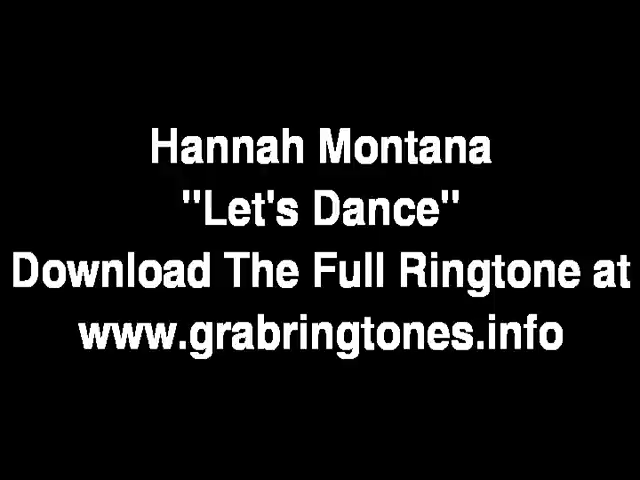 Hannah Montana
"Let's Dance"
Download The Full Ringtone at
www.grabringtones.info